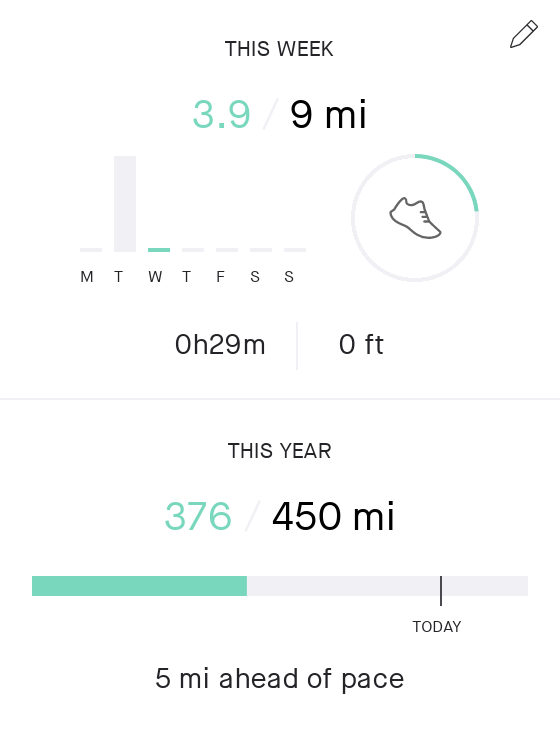 THIS WEEK
3.9 / 9 mi
M T W T F S S
0h29m 0 ft
THIS YEAR
376 / 450 mi
TODAY
5 mi ahead of pace